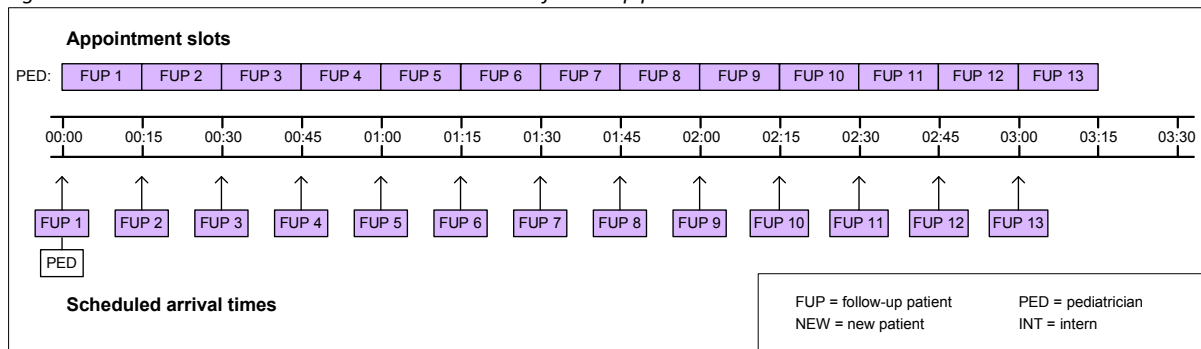 Appointment slots
PED: FUP 1 FUP 2 FUP 3 FUP 4 FUP 5 FUP 6 FUP 7 FUP 8 FUP 9 FUP 10 FUP 11 FUP 12 FUP 13
00:00 00:15 00:30 00:45 01:00 01:15 01:30 01:45 02:00 02:15 02:30 02:45 03:00 03:15 03:30
FUP 1 FUP 2 FUP 3 FUP 4 FUP 5 FUP 6 FUP 7 FUP 8 FUP 9 FUP 10 FUP 11 FUP 12 FUP 13
PED
Scheduled arrival times
FUP = follow-up patient PED = pediatrician
NEW = new patient INT = intern